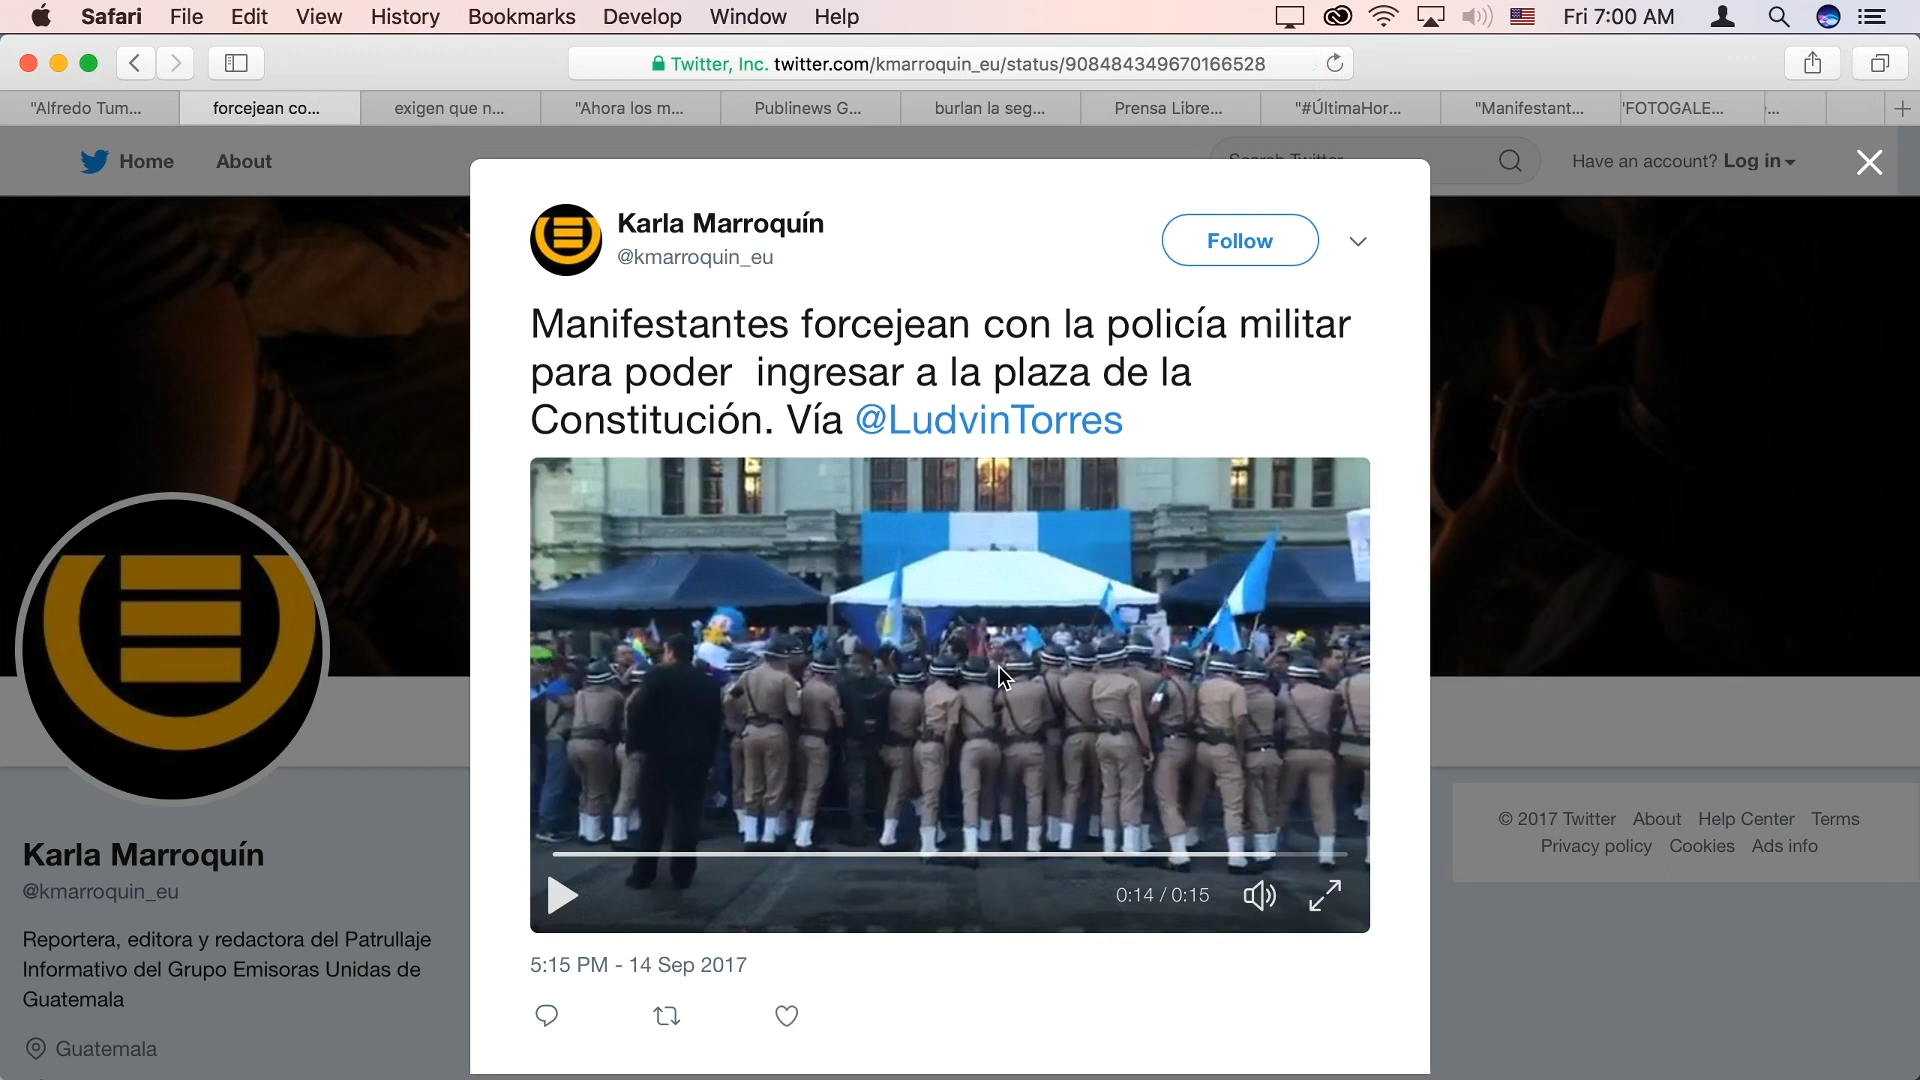 Safari File Edit View History Bookmarks Develop Window Help Fri 7:00 AM
Twitter, Inc. twitter.com/kmarroquin_eu/status/908484349670166528
"Alfredo Tum... forcejean co... exigen que n... "Ahora los m... Publinews G... burlan la seg... Prensa Libre... "#ÚltimaHor... "Manifestant... 'FOTOGALE...
Home About Search Twitter Have an account? Log in
Karla Marroquín
@kmarroquin_eu
Follow
Manifestantes forcejean con la policía militar
para poder ingresar a la plaza de la
Constitución. Vía @LudvinTorres
0:14 / 0:15
5:15 PM - 14 Sep 2017
Karla Marroquín
@kmarroquin_eu
Reportera, editora y redactora del Patrullaje
Informativo del Grupo Emisoras Unidas de
Guatemala
Guatemala
© 2017 Twitter About Help Center Terms
Privacy policy Cookies Ads info